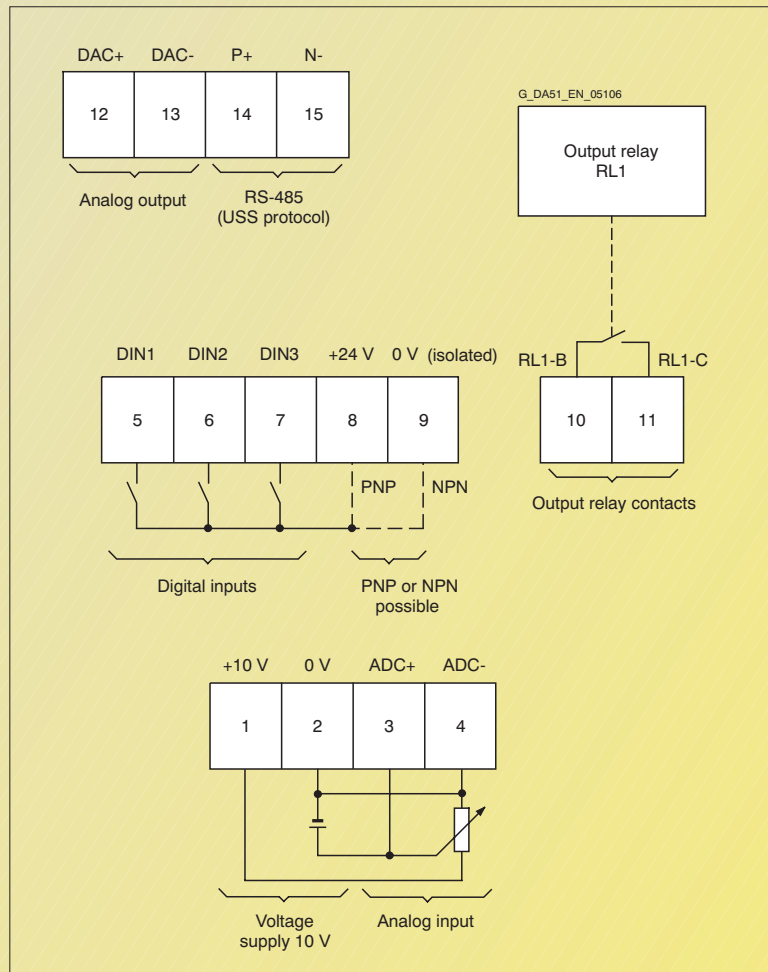 DAC+ DAC- P+ N-
12 13 14 15
Analog output
RS-485
(USS protocol)
G_DA51_EN_05106
Output relay
RL1
RL1-B RL1-C
10 11
Output relay contacts
DIN1 DIN2 DIN3 +24 V 0 V (isolated)
5 6 7 8 9
PNP NPN
Digital inputs
PNP or NPN
possible
+10 V 0 V ADC+ ADC-
1 2 3 4
Voltage
supply 10 V
Analog input